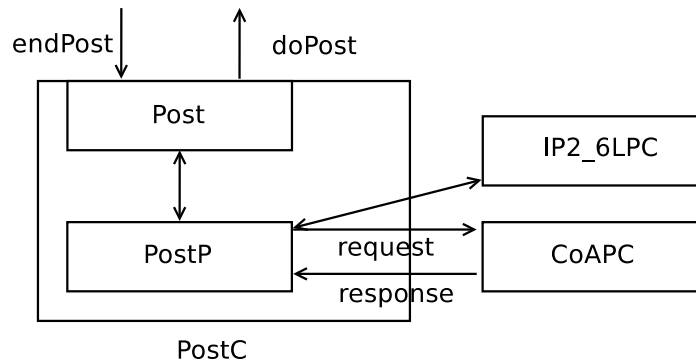 endPost
doPost
Post
IP2_6LPC
PostP
request
CoAPC
response
PostC